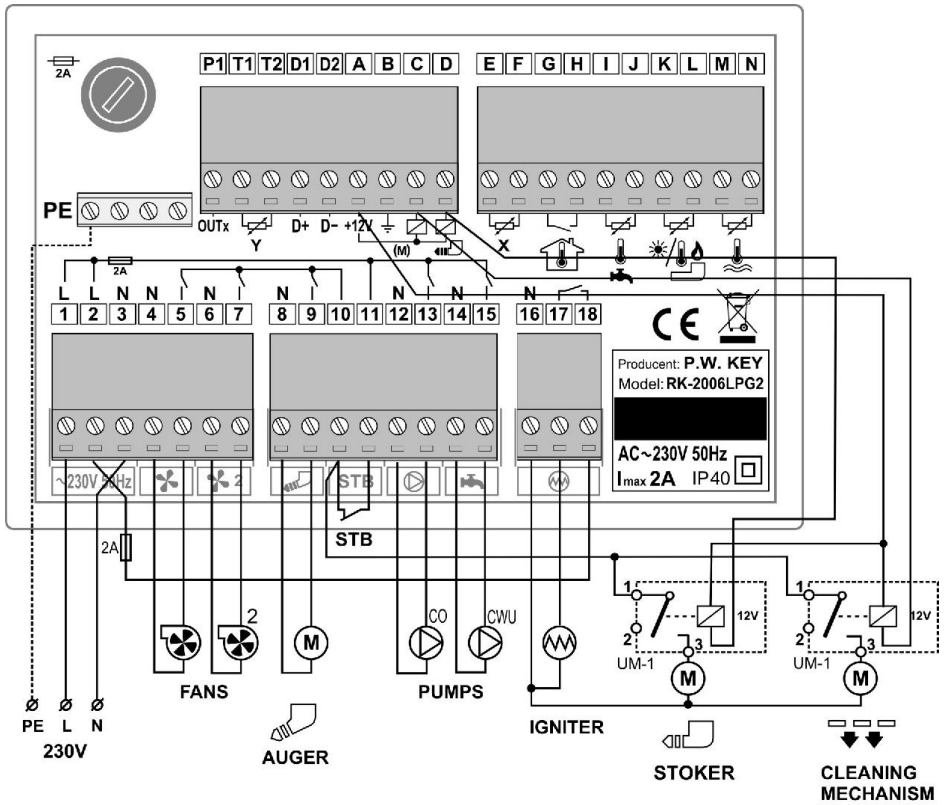 2A
P1 T1 T2 D1 D2 A B C D E F G H I J K L M N
PE
OUTx Y D+ D- +12V (M) X
2A
L L N N N N N N N
1 2 3 4 5 6 7 8 9 10 11 12 13 14 15 16 17 18
CE
Producent: P.W. KEY
Model: RK-2006LPG2
AC~230V 50Hz
Imax 2A IP40
~230V 50Hz 2 STB
STB
2A
1 2 3 12V
UM-1
1 2 3 12V
UM-1
2 M CO CWU M M
FANS PUMPS
PE L N
230V
AUGER
IGNITER
STOKER
CLEANING
MECHANISM